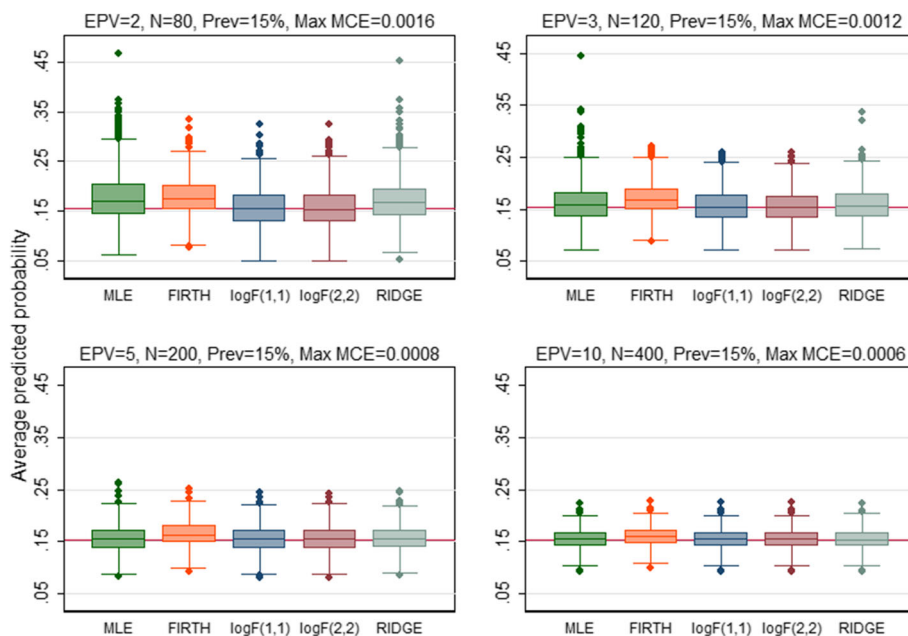 EPV=2, N=80, Prev=15%, Max MCE=0.0016
.45
.35
.25
.15
.05
MLE FIRTH logF(1,1) logF(2,2) RIDGE
EPV=3, N=120, Prev=15%, Max MCE=0.0012
.45
.35
.25
.15
.05
MLE FIRTH logF(1,1) logF(2,2) RIDGE
Average predicted probability
EPV=5, N=200, Prev=15%, Max MCE=0.0008
.45
.35
.25
.15
.05
MLE FIRTH logF(1,1) logF(2,2) RIDGE
EPV=10, N=400, Prev=15%, Max MCE=0.0006
.45
.35
.25
.15
.05
MLE FIRTH logF(1,1) logF(2,2) RIDGE